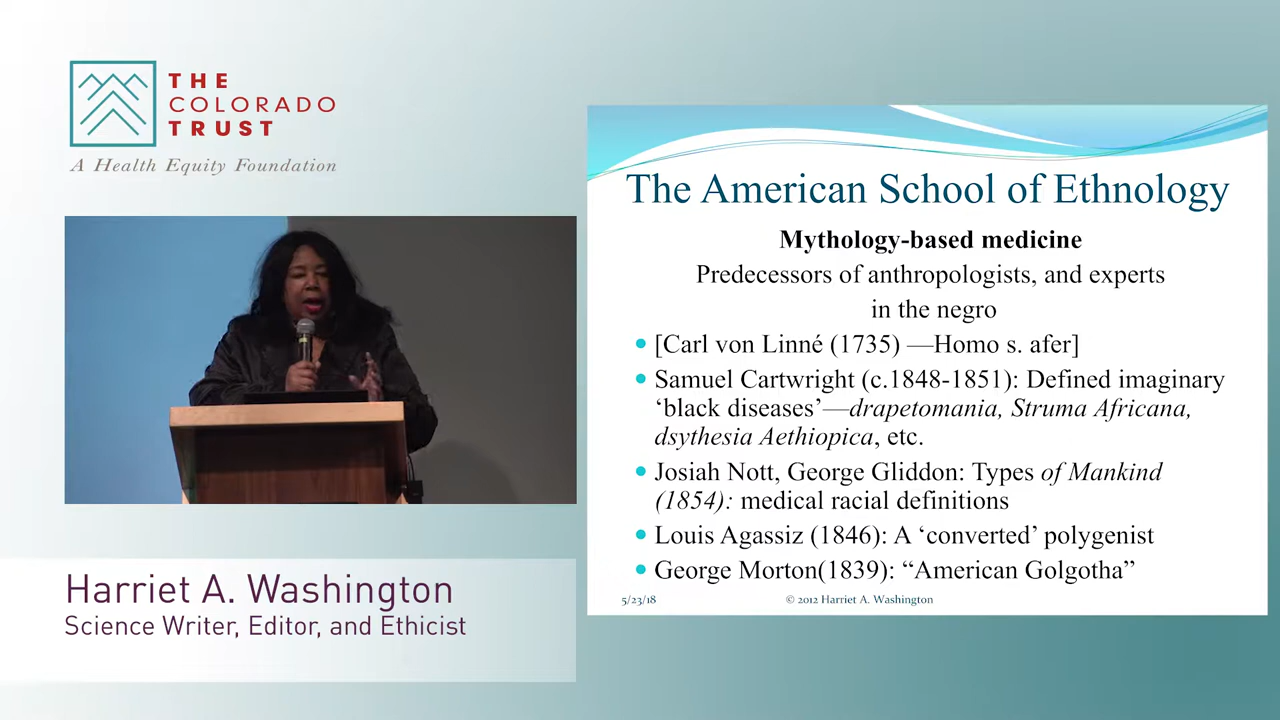 THE
COLORADO
TRUST
A Health Equity Foundation
The American School of Ethnology
Mythology-based medicine
Predecessors of anthropologists, and experts
in the negro
[Carl von Linné (1735) —Homo s. afer]
Samuel Cartwright (c.1848-1851): Defined imaginary
‘black diseases’—drapetomania, Struma Africana,
dsythesia Aethiopica, etc.
Josiah Nott, George Gliddon: Types of Mankind
(1854): medical racial definitions
Louis Agassiz (1846): A ‘converted’ polygenist
George Morton(1839): “American Golgotha”
5/23/18
© 2012 Harriet A. Washington
Harriet A. Washington
Science Writer, Editor, and Ethicist